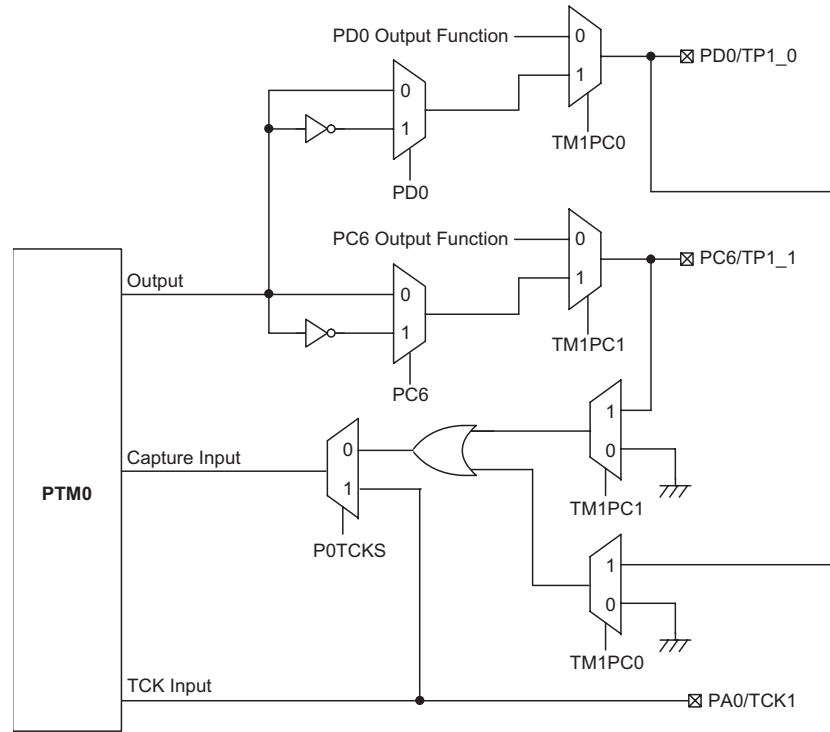 PD0 Output Function
0
1
TM1PC0
PD0/TP1_0
0
1
PD0
PC6 Output Function
0
1
TM1PC1
PC6/TP1_1
Output
0
1
PC6
1
0
TM1PC1
Capture Input
0
1
P0TCKS
PTM0
1
0
TM1PC0
TCK Input
PA0/TCK1